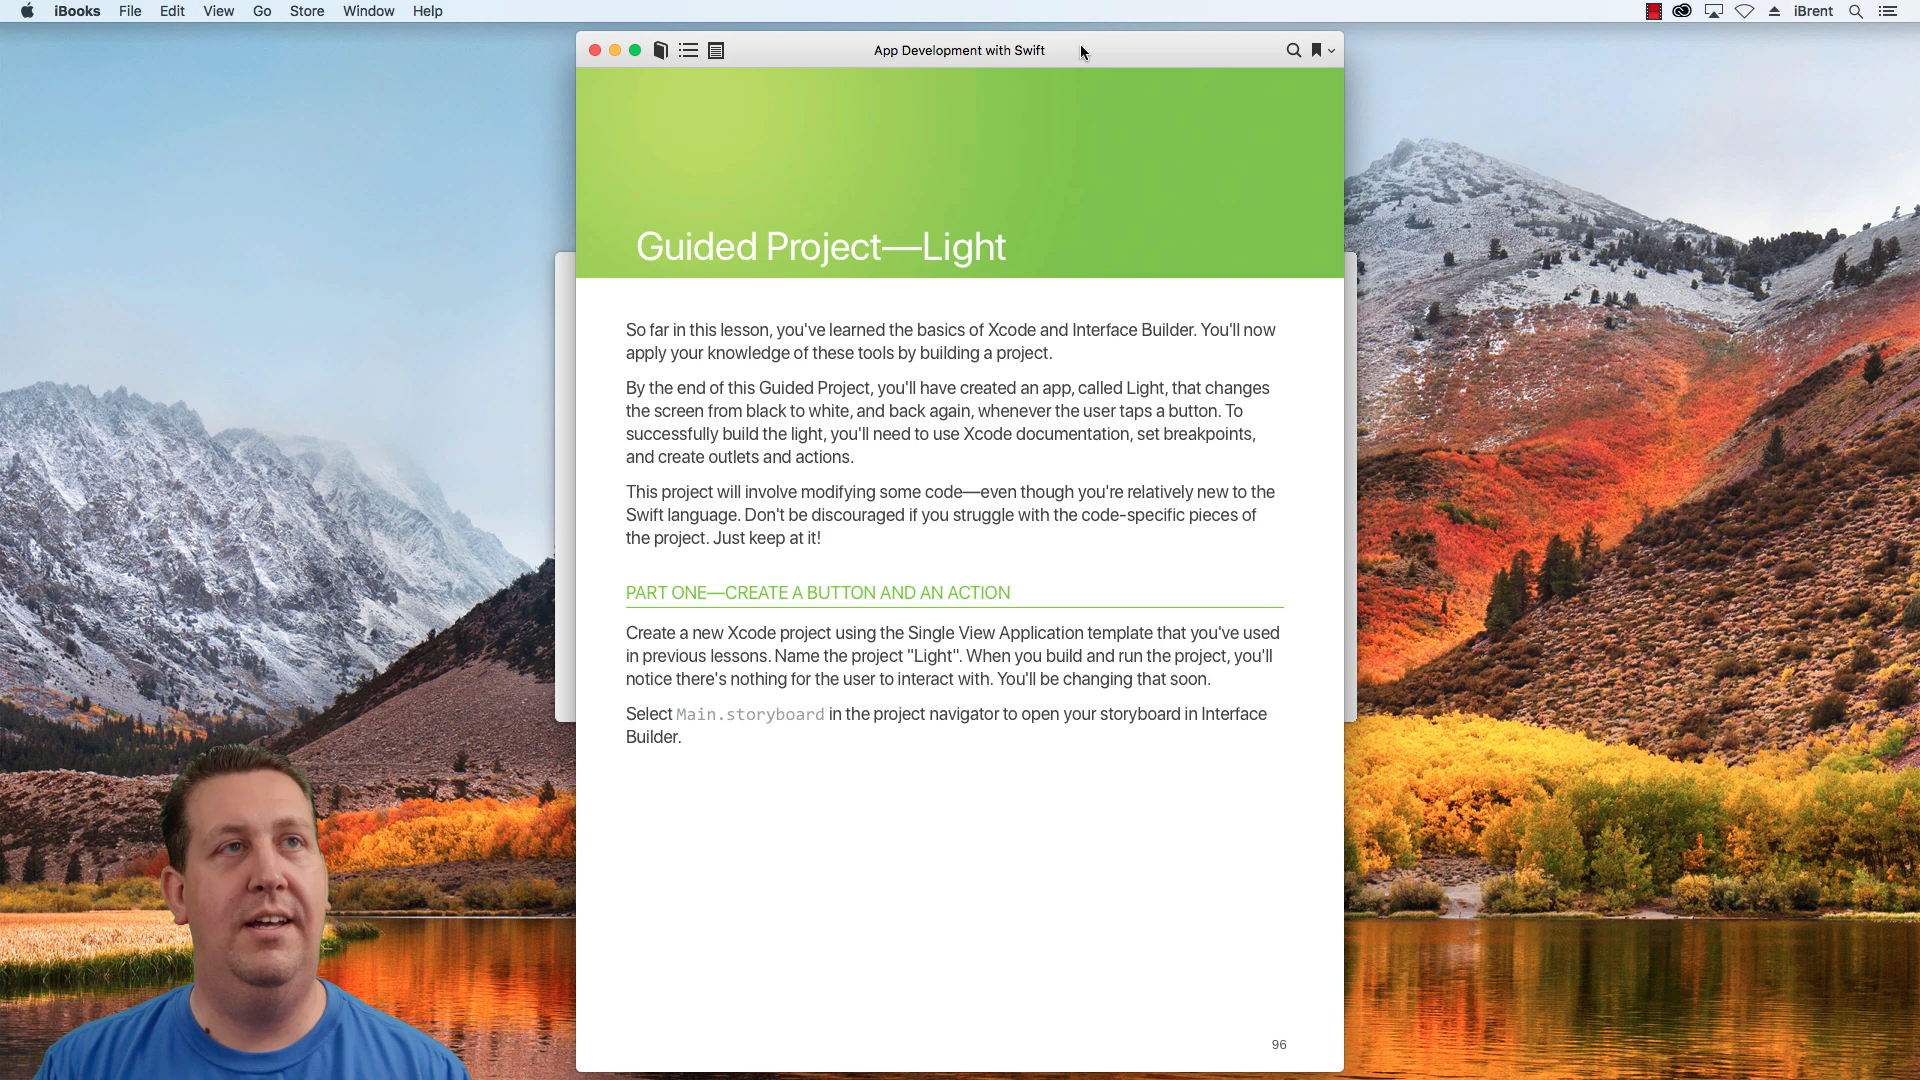 iBooks File Edit View Go Store Window Help
iBrent
App Development with Swift
Guided Project—Light
So far in this lesson, you've learned the basics of Xcode and Interface Builder. You'll now
apply your knowledge of these tools by building a project.
By the end of this Guided Project, you'll have created an app, called Light, that changes
the screen from black to white, and back again, whenever the user taps a button. To
successfully build the light, you'll need to use Xcode documentation, set breakpoints,
and create outlets and actions.
This project will involve modifying some code—even though you're relatively new to the
Swift language. Don't be discouraged if you struggle with the code-specific pieces of
the project. Just keep at it!
PART ONE—CREATE A BUTTON AND AN ACTION
Create a new Xcode project using the Single View Application template that you've used
in previous lessons. Name the project "Light". When you build and run the project, you'll
notice there's nothing for the user to interact with. You'll be changing that soon.
Select Main.storyboard in the project navigator to open your storyboard in Interface
Builder.
96